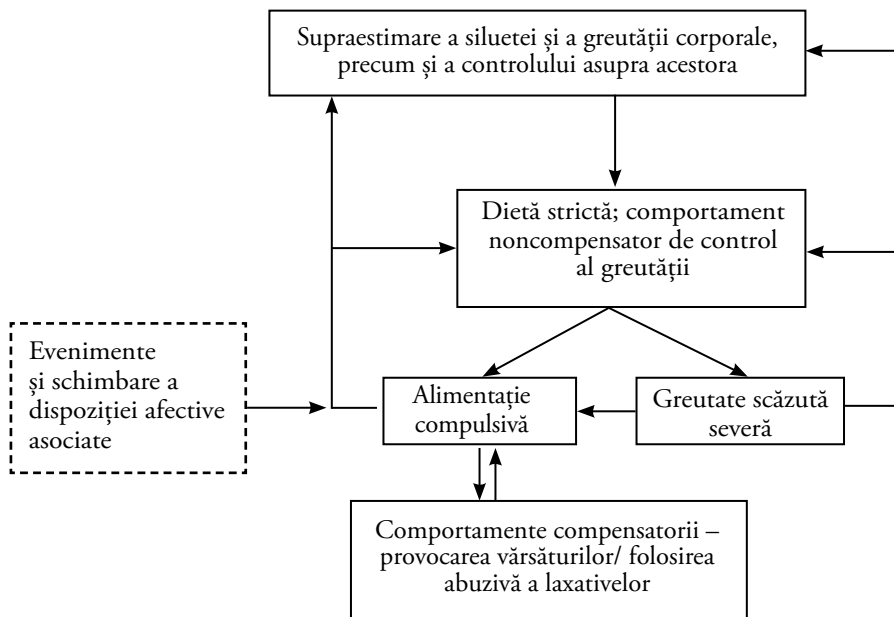 Supraestimare a siluetei și a greutății corporale,
precum și a controlului asupra acestora
Dietă strictă; comportament
noncompensator de control
al greutății
Evenimente
și schimbare a
dispoziției afective
asociate
Alimentație
compulsivă
Greutate scăzută
severă
Comportamente compensatorii –
provocarea vărsăturilor/ folosirea
abuzivă a laxativelor